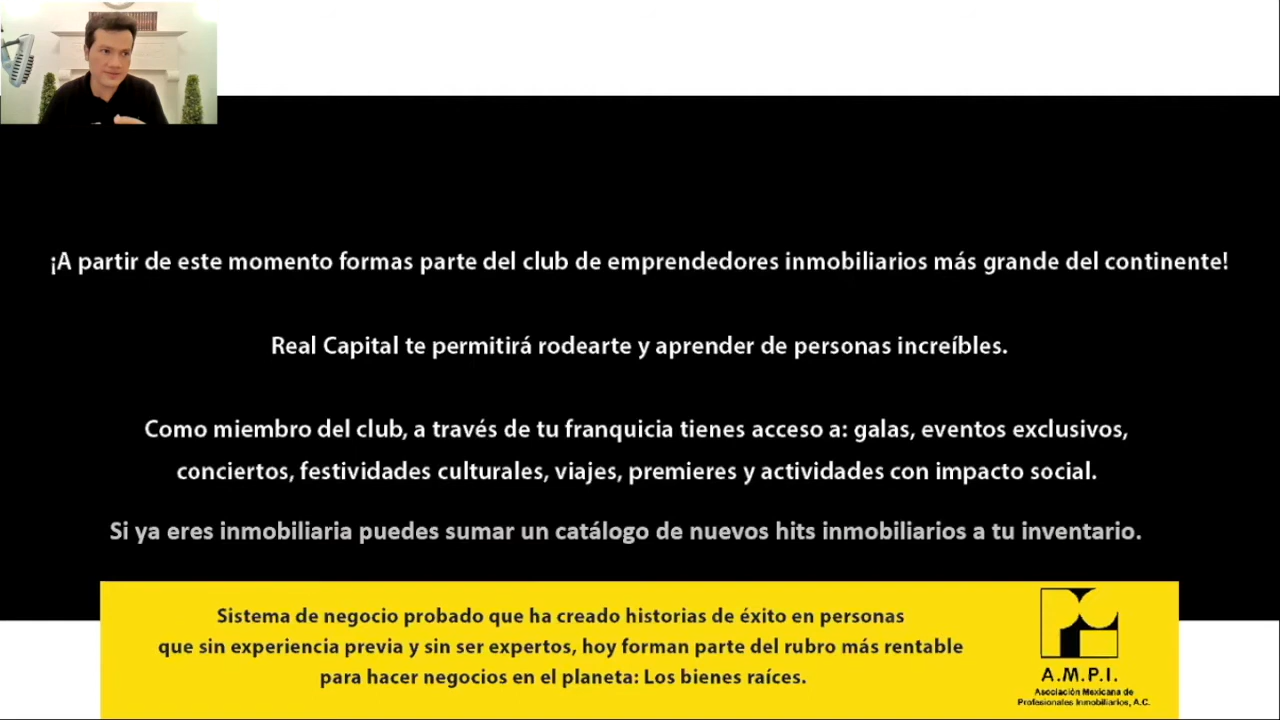 ¡A partir de este momento formas parte del club de emprendedores inmobiliarios más grande del continente!
Real Capital te permitirá rodearte y aprender de personas increíbles.
Como miembro del club, a través de tu franquicia tienes acceso a: galas, eventos exclusivos,
conciertos, festividades culturales, viajes, premieres y actividades con impacto social.
Si ya eres inmobiliaria puedes sumar un catálogo de nuevos hits inmobiliarios a tu inventario.
Sistema de negocio probado que ha creado historias de éxito en personas
que sin experiencia previa y sin ser expertos, hoy forman parte del rubro más rentable
para hacer negocios en el planeta: Los bienes raíces.
A.M.P.I.
Asociación Mexicana de
Profesionales Inmobiliarios, A.C.